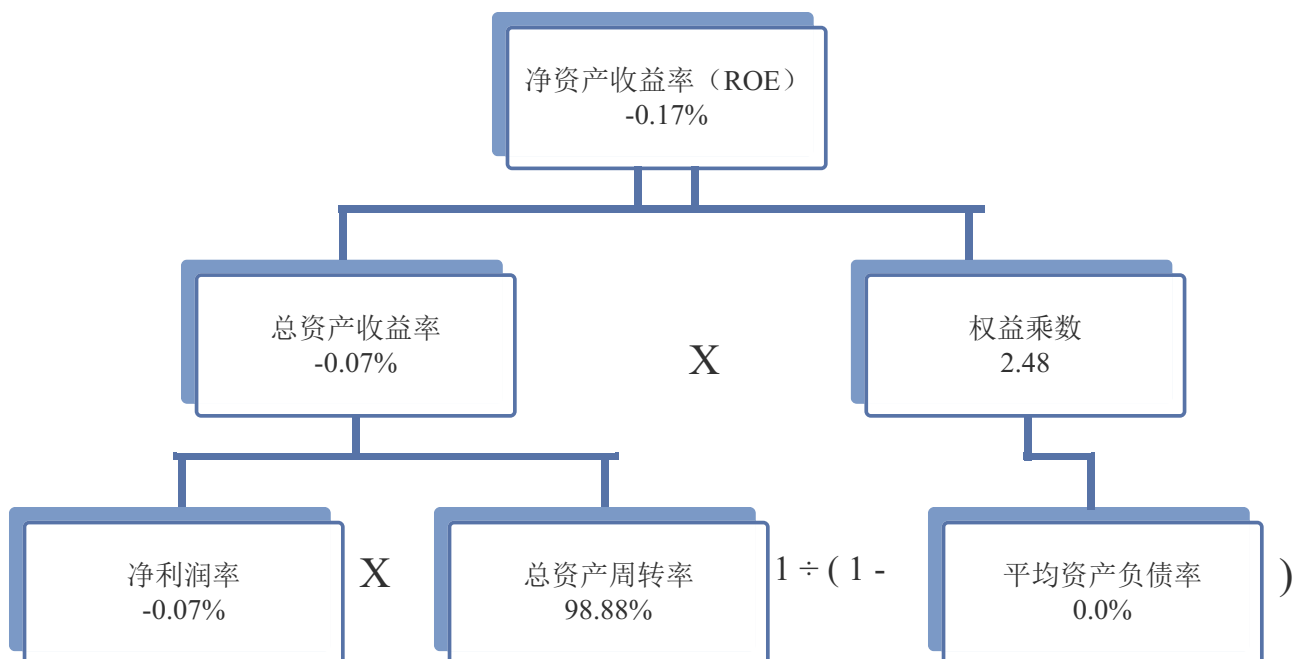 净资产收益率（ROE）
-0.17%
总资产收益率
-0.07%
X
权益乘数
2.48
净利润率
-0.07%
X
总资产周转率
98.88%
1 ÷ ( 1 -
平均资产负债率
0.0%
)